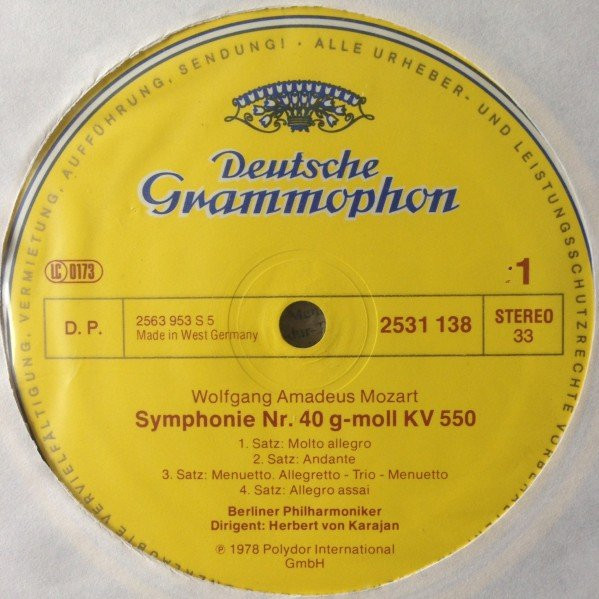 VERVIELFÄLTIGUNG, VERMIETUNG, AUFFÜHRUNG, SENDUNG! · ALLE URHEBER- UND LEISTUNGSSCHUTZRECHTE
Deutsche
Grammophon
LC 0173
1
D. P.
2563 953 S 5
Made in West Germany
2531 138
STEREO
33
Wolfgang Amadeus Mozart
Symphonie Nr. 40 g-moll KV 550
1. Satz: Molto allegro
2. Satz: Andante
3. Satz: Menuetto. Allegretto - Trio - Menuetto
4. Satz: Allegro assai
Berliner Philharmoniker
Dirigent: Herbert von Karajan
℗ 1978 Polydor International
GmbH